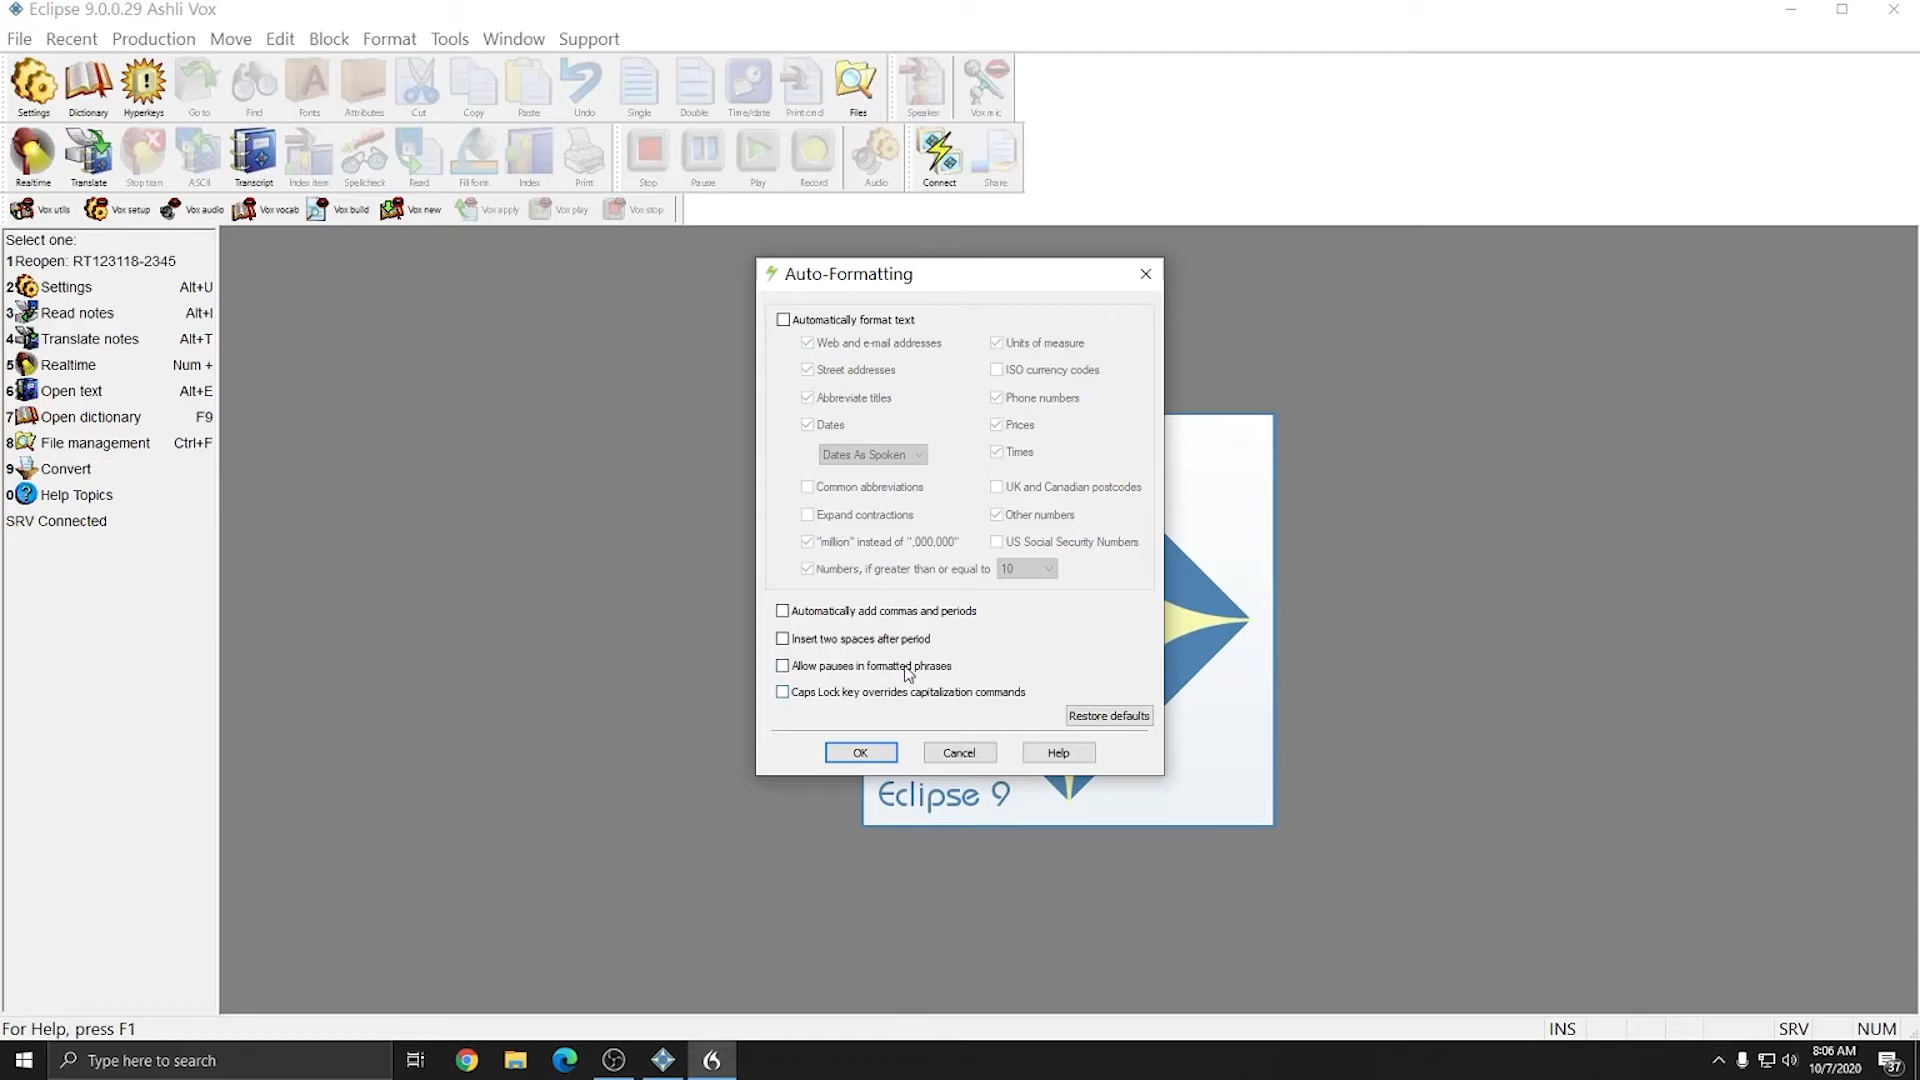 Eclipse 9.0.0.29 Ashli Vox
File Recent Production Move Edit Block Format Tools Window Support
Settings Dictionary Hyperkeys Go to Find Fonts Attributes Cut Copy Paste Undo Single Double Time/date Print cmd Files Speaker Vox mic
Realtime Translate Stop tran ASCII Transcript Index item Spellcheck Read Fill form Index Print Stop Pause Play Record Audio Connect Share
Vox utils Vox setup Vox audio Vox vocab Vox build Vox new Vox apply Vox play Vox stop
Select one:
1 Reopen: RT123118-2345
2 Settings Alt+U
3 Read notes Alt+I
4 Translate notes Alt+T
5 Realtime Num +
6 Open text Alt+E
7 Open dictionary F9
8 File management Ctrl+F
9 Convert
0 Help Topics
SRV Connected
Auto-Formatting
Automatically format text
Web and e-mail addresses Units of measure
Street addresses ISO currency codes
Abbreviate titles Phone numbers
Dates Prices
Dates As Spoken Times
Common abbreviations UK and Canadian postcodes
Expand contractions Other numbers
"million" instead of ",000,000" US Social Security Numbers
Numbers, if greater than or equal to 10
Automatically add commas and periods
Insert two spaces after period
Allow pauses in formatted phrases
Caps Lock key overrides capitalization commands
Restore defaults
OK Cancel Help
Eclipse 9
For Help, press F1 INS SRV NUM
Type here to search 8:06 AM
10/7/2020 37